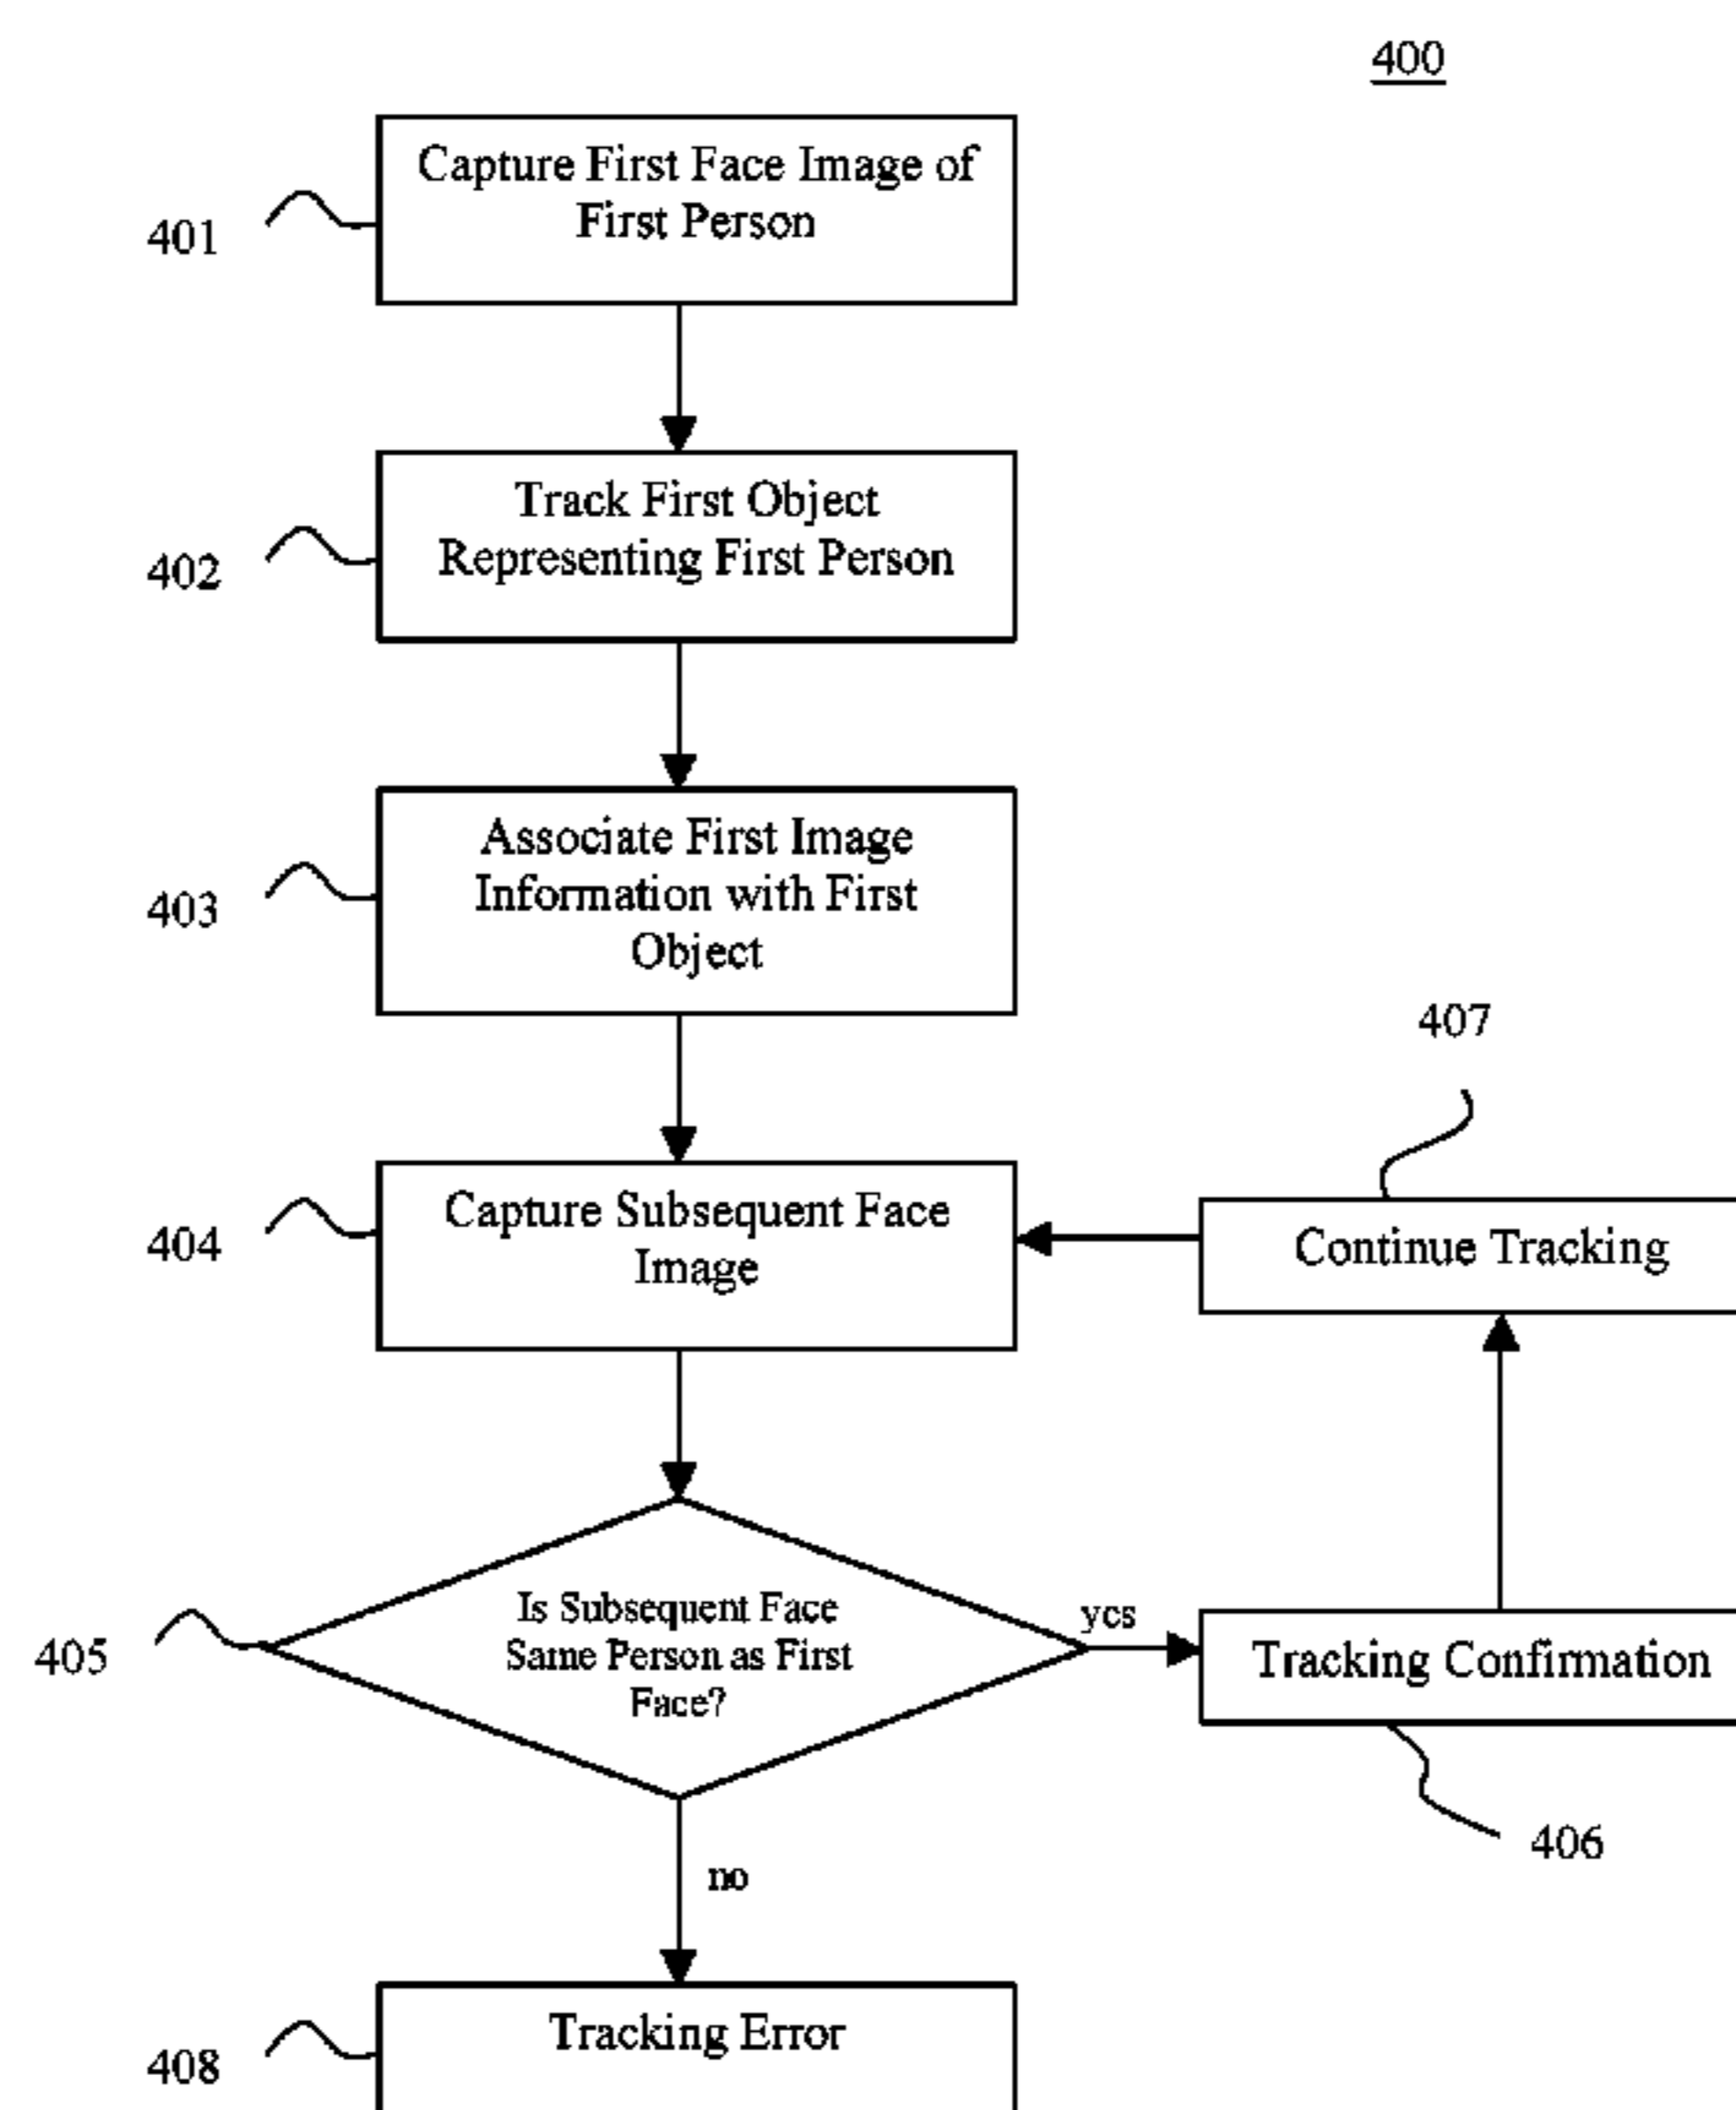 400
Capture First Face Image of
First Person
401
Track First Object
Representing First Person
402
Associate First Image
Information with First
Object
403
407
Capture Subsequent Face
Image
404
Continue Tracking
Is Subsequent Face
Same Person as First
Face?
405
yes
Tracking Confirmation
406
no
Tracking Error
408